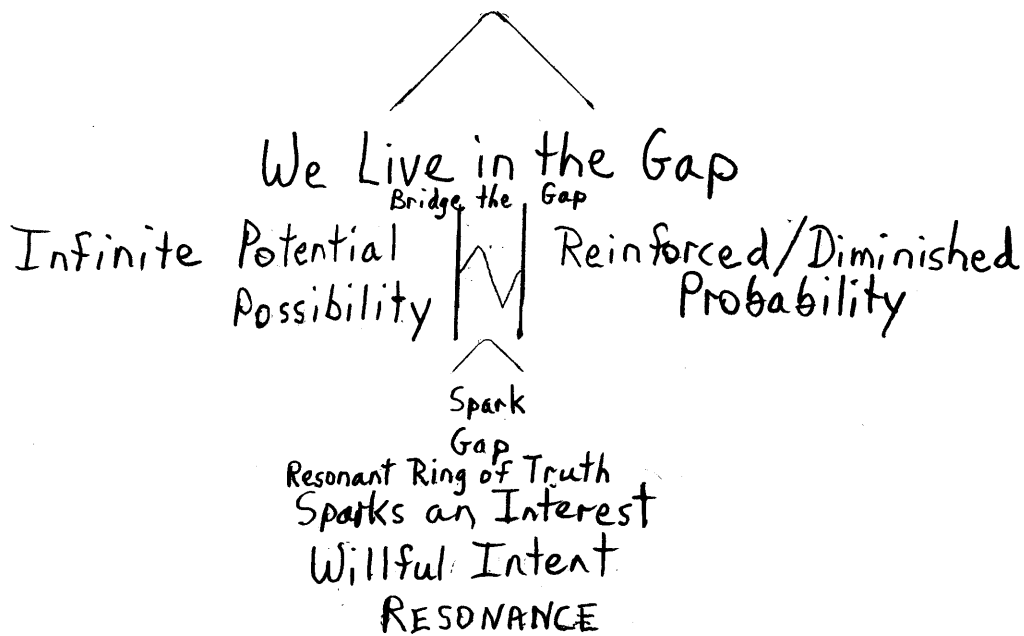 We Live in the Gap
Bridge the Gap
Infinite Potential Possibility
Reinforced/Diminished Probability
Spark
Gap
Resonant Ring of Truth
Sparks an Interest
Willful Intent
RESONANCE